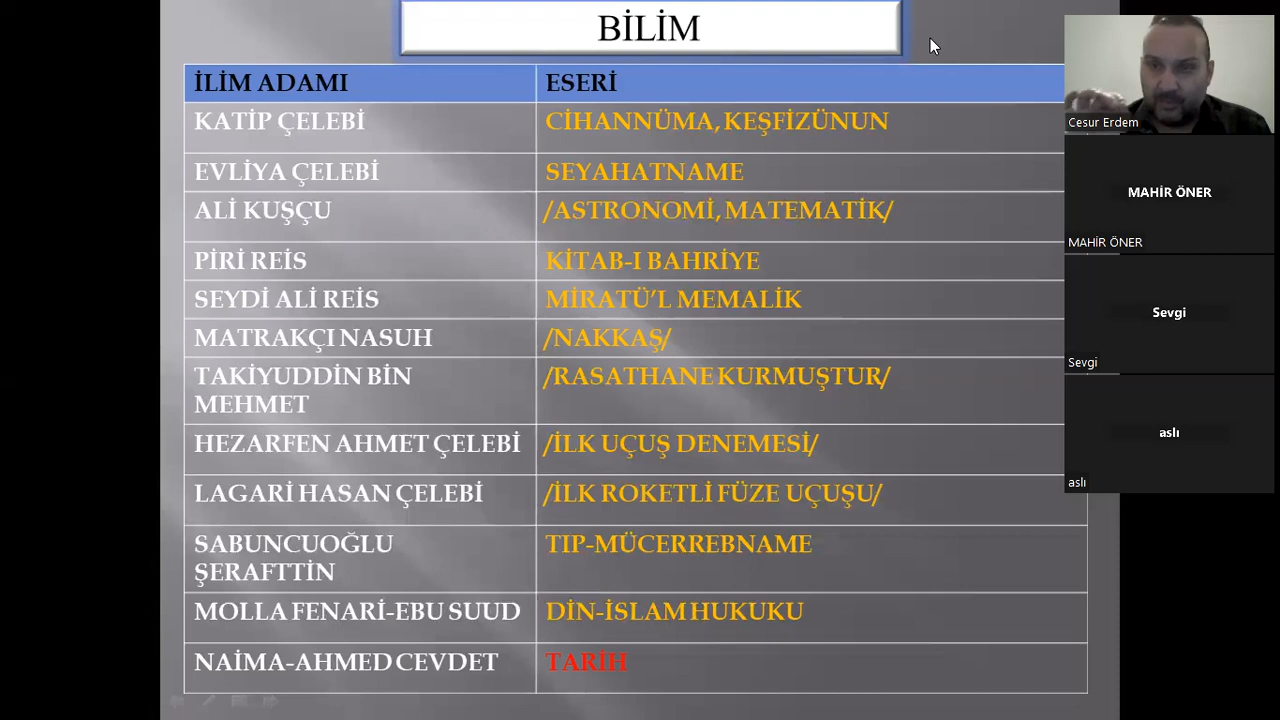 BİLİM
İLİM ADAMI ESERİ
KATİP ÇELEBİ CİHANNÜMA, KEŞFİZÜNUN
EVLİYA ÇELEBİ SEYAHATNAME
ALİ KUŞÇU /ASTRONOMİ, MATEMATİK/
PİRİ REİS KİTAB-I BAHRİYE
SEYDİ ALİ REİS MİRATÜ’L MEMALİK
MATRAKÇI NASUH /NAKKAŞ/
TAKİYUDDİN BİN
MEHMET
/RASATHANE KURMUŞTUR/
HEZARFEN AHMET ÇELEBİ /İLK UÇUŞ DENEMESİ/
LAGARİ HASAN ÇELEBİ /İLK ROKETLİ FÜZE UÇUŞU/
SABUNCUOĞLU
ŞERAFTTİN
TIP-MÜCERREBNAME
MOLLA FENARİ-EBU SUUD DİN-İSLAM HUKUKU
NAİMA-AHMED CEVDET TARİH
Cesur Erdem
MAHİR ÖNER
MAHİR ÖNER
Sevgi
Sevgi
aslı
aslı